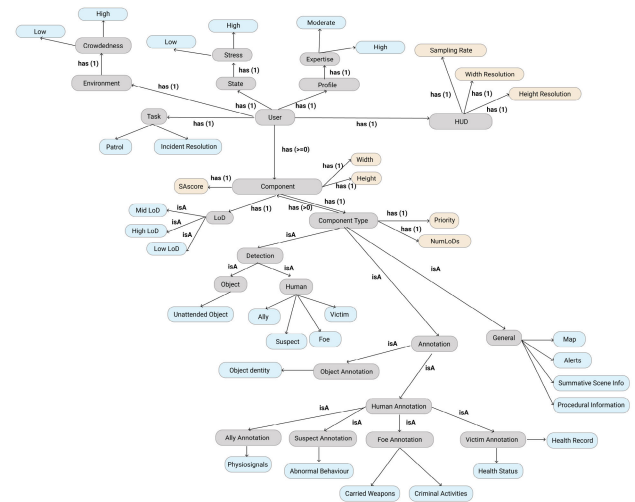 High
Low
Crowdedness
has (1)
Environment
has (1)
High
Low
Stress
has (1)
State
has (1)
Moderate
Expertise
High
has (1)
Profile
has (1)
Sampling Rate
Width Resolution
Height Resolution
has (1)
has (1)
has (1)
HUD
has (1)
Task
has (1)
User
Patrol
Incident Resolution
has (>=0)
Width
has (1)
Height
has (1)
SAscore
has (1)
Component
Mid LoD
isA
High LoD
isA
Low LoD
isA
LoD
has (1)
has (>0)
has (1)
Component Type
has (1)
Priority
has (1)
NumLoDs
isA
Detection
isA
isA
Object
Human
Unattended Object
Ally
Victim
Suspect
Foe
isA
isA
General
Map
Alerts
Summative Scene Info
Procedural Information
Annotation
isA
Object dentity
Object Annotation
isA
Human Annotation
isA
isA
isA
isA
Ally Annotation
Suspect Annotation
Foe Annotation
Victim Annotation
Health Record
Physiosignals
Abnormal Behaviour
Health Status
Carried Weapons
Criminal Activities